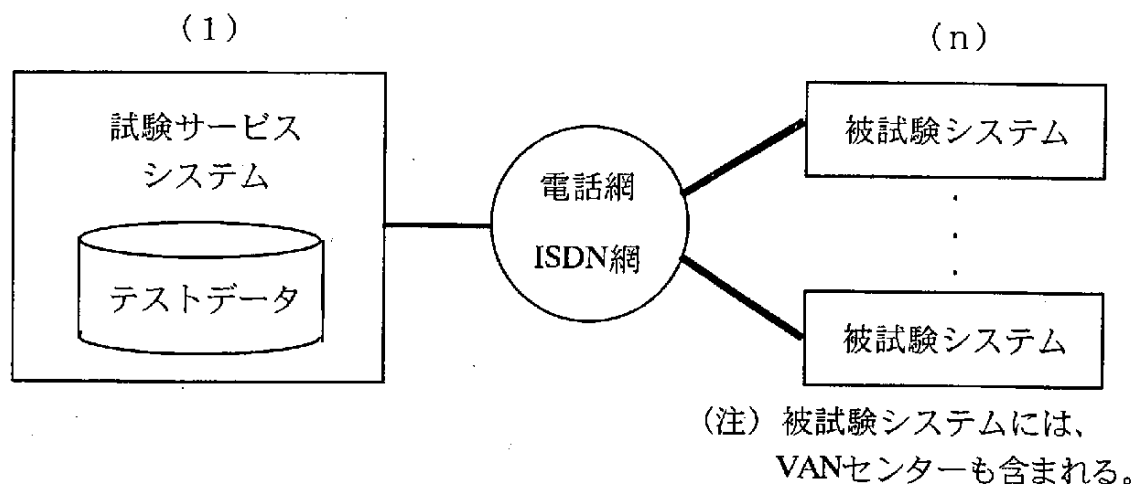 (1)
(n)
試験サービス
システム
テストデータ
電話網
ISDN網
被試験システム
被試験システム
(注) 被試験システムには、
VANセンターも含まれる。